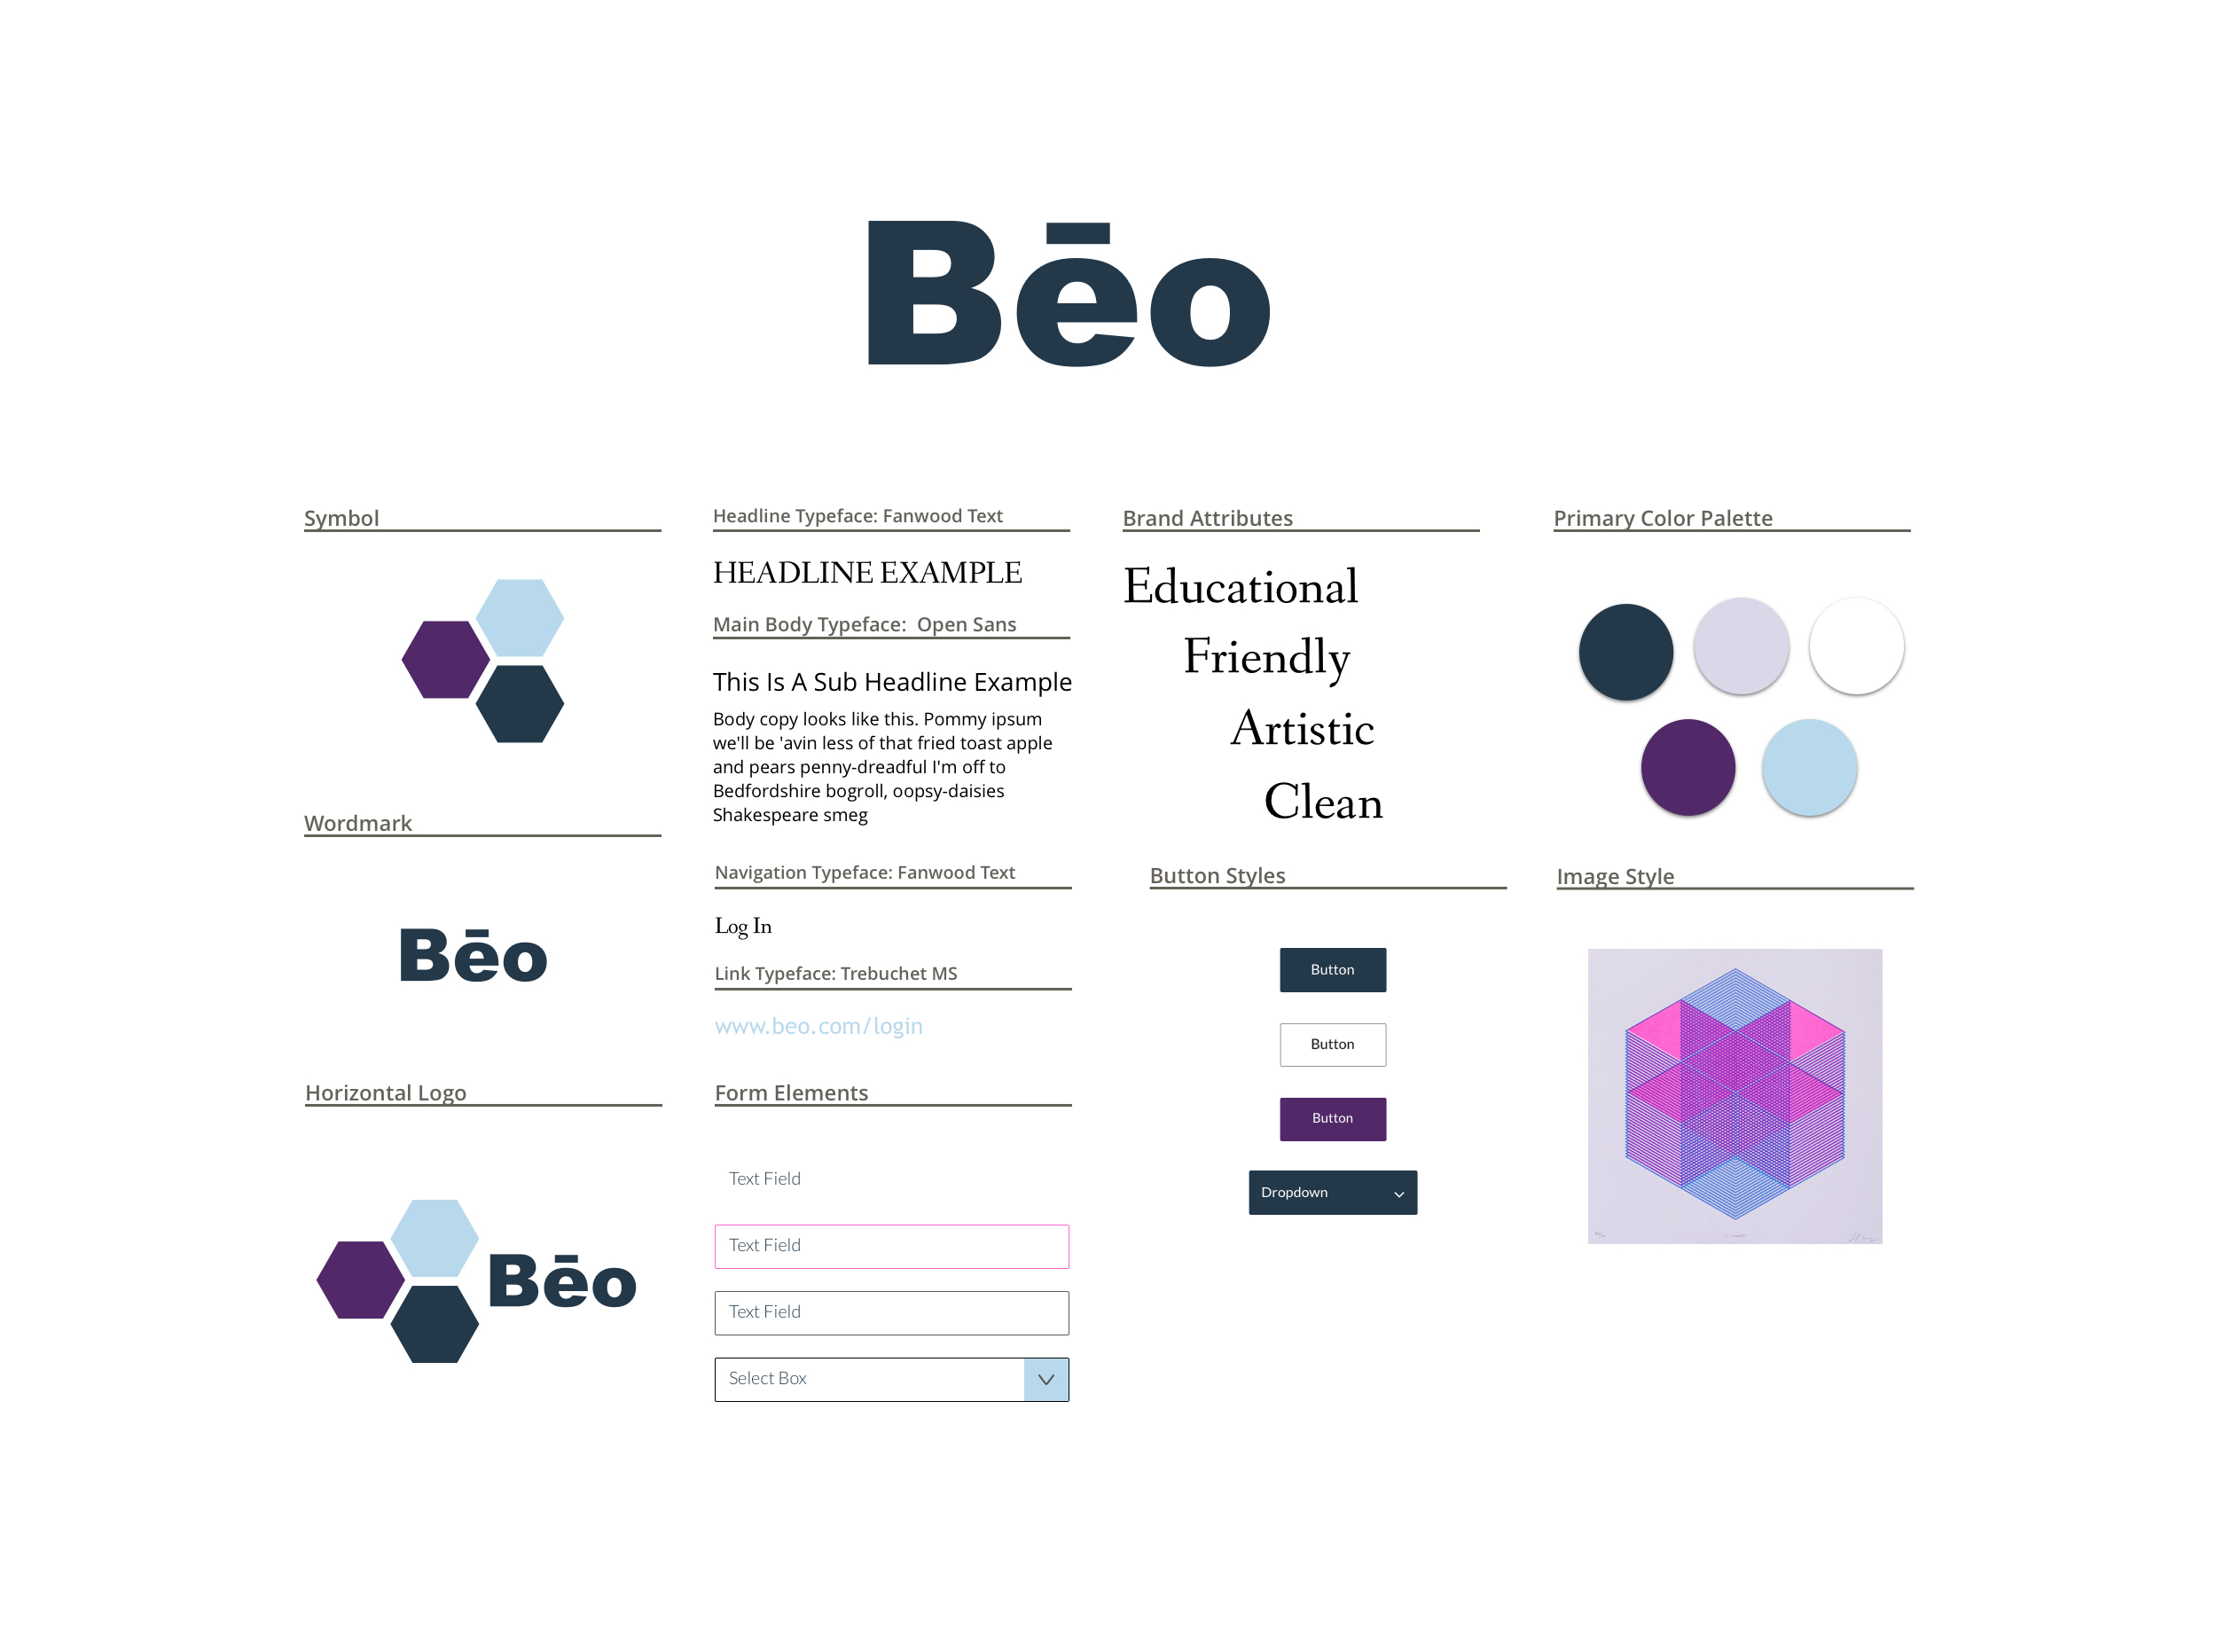 Bēo
Symbol
Wordmark
Bēo
Horizontal Logo
Bēo
Headline Typeface: Fanwood Text
HEADLINE EXAMPLE
Main Body Typeface: Open Sans
This Is A Sub Headline Example
Body copy looks like this. Pommy ipsum
we'll be 'avin less of that fried toast apple
and pears penny-dreadful I'm off to
Bedfordshire bogroll, oopsy-daisies
Shakespeare smeg
Navigation Typeface: Fanwood Text
Log In
Link Typeface: Trebuchet MS
www.beo.com/login
Form Elements
Text Field
Text Field
Text Field
Select Box
Brand Attributes
Educational
Friendly
Artistic
Clean
Button Styles
Button
Button
Button
Dropdown
Primary Color Palette
Image Style